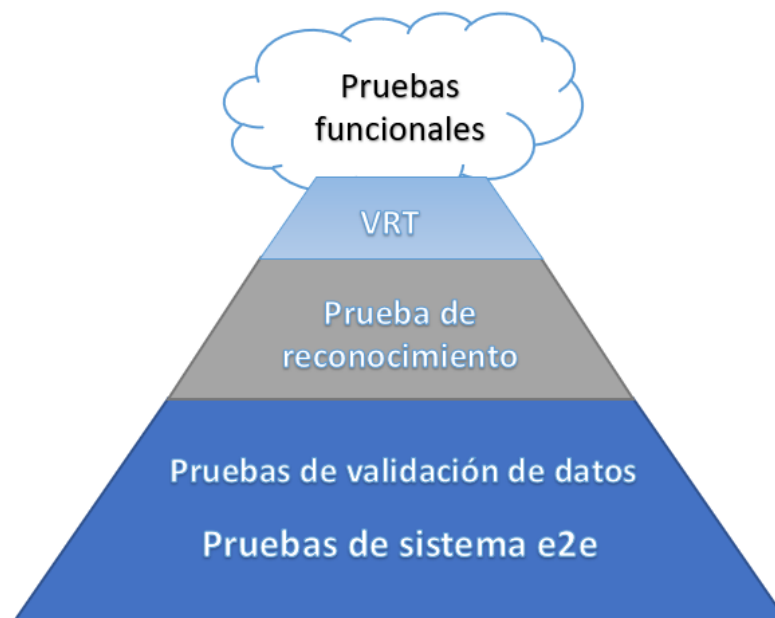 Pruebas
funcionales
VRT
Prueba de
reconocimiento
Pruebas de validación de datos
Pruebas de sistema e2e